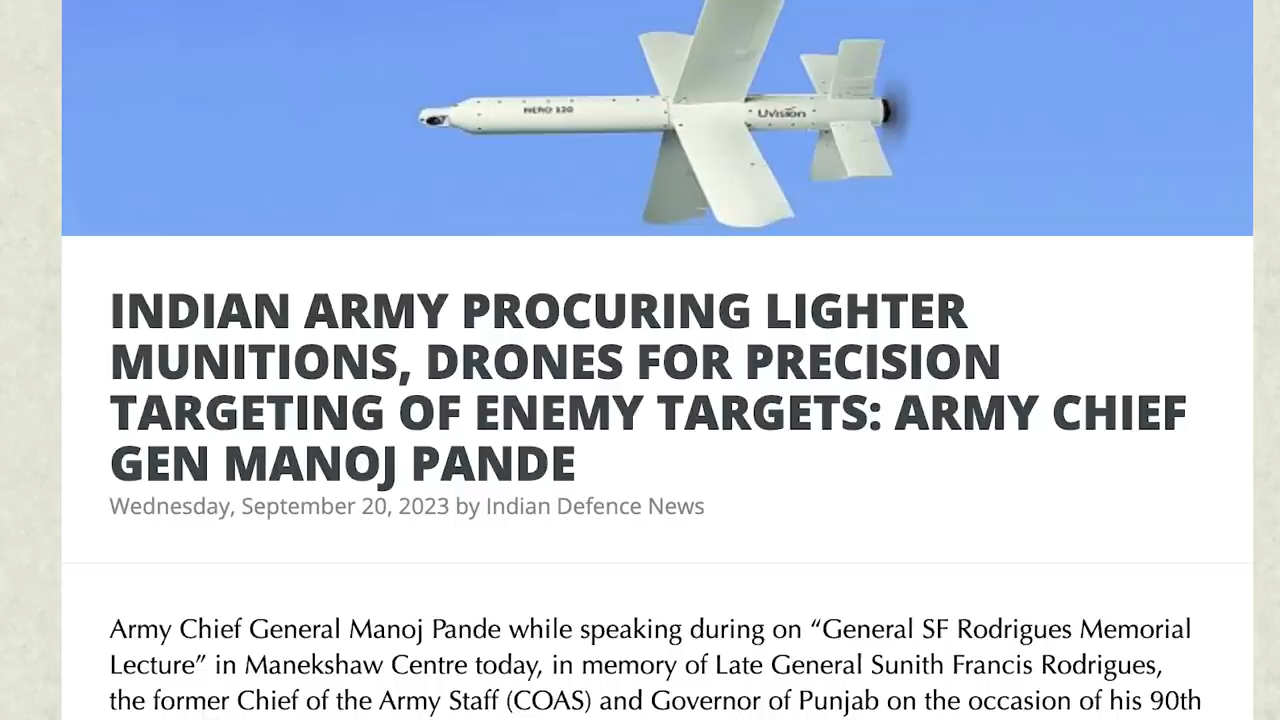 HERO 120
UVision
INDIAN ARMY PROCURING LIGHTER
MUNITIONS, DRONES FOR PRECISION
TARGETING OF ENEMY TARGETS: ARMY CHIEF
GEN MANOJ PANDE
Wednesday, September 20, 2023 by Indian Defence News
Army Chief General Manoj Pande while speaking during on “General SF Rodrigues Memorial
Lecture” in Manekshaw Centre today, in memory of Late General Sunith Francis Rodrigues,
the former Chief of the Army Staff (COAS) and Governor of Punjab on the occasion of his 90th